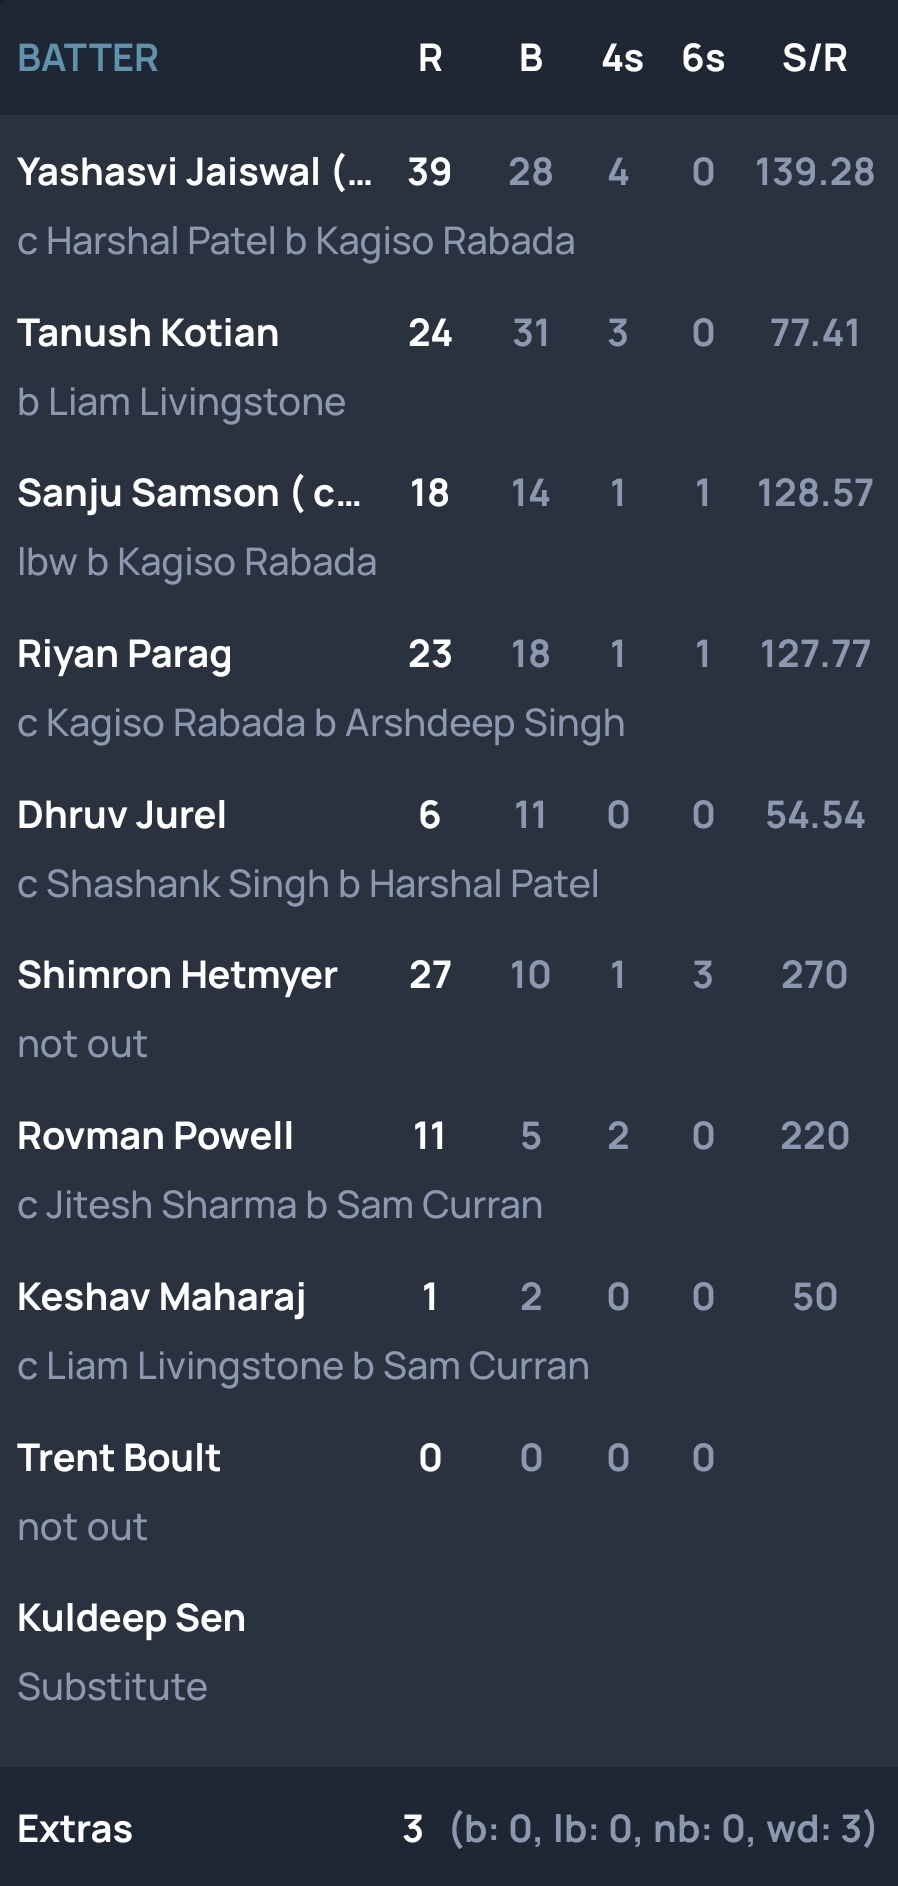 BATTER R B 4s 6s S/R
Yashasvi Jaiswal (... 39 28 4 0 139.28
c Harshal Patel b Kagiso Rabada
Tanush Kotian 24 31 3 0 77.41
b Liam Livingstone
Sanju Samson ( c... 18 14 1 1 128.57
lbw b Kagiso Rabada
Riyan Parag 23 18 1 1 127.77
c Kagiso Rabada b Arshdeep Singh
Dhruv Jurel 6 11 0 0 54.54
c Shashank Singh b Harshal Patel
Shimron Hetmyer 27 10 1 3 270
not out
Rovman Powell 11 5 2 0 220
c Jitesh Sharma b Sam Curran
Keshav Maharaj 1 2 0 0 50
c Liam Livingstone b Sam Curran
Trent Boult 0 0 0 0
not out
Kuldeep Sen
Substitute
Extras 3 (b: 0, lb: 0, nb: 0, wd: 3)